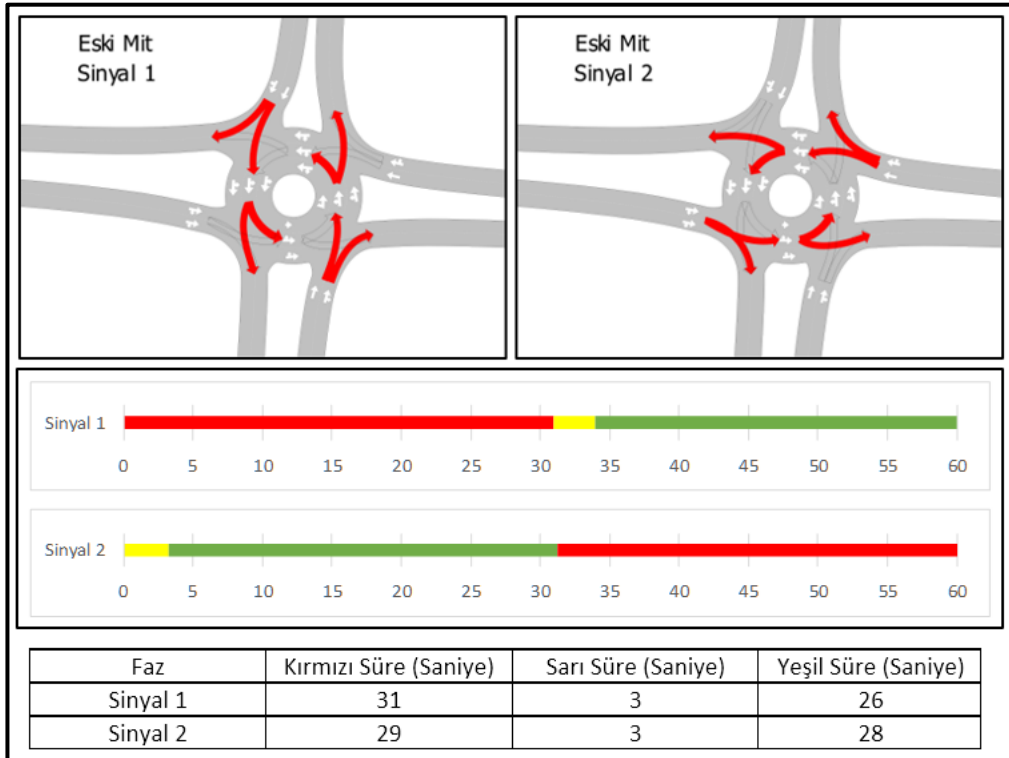 Eski Mit
Sinyal 1
Eski Mit
Sinyal 2
Sinyal 1
0 5 10 15 20 25 30 35 40 45 50 55 60
Sinyal 2
0 5 10 15 20 25 30 35 40 45 50 55 60
Faz Kırmızı Süre (Saniye) Sarı Süre (Saniye) Yeşil Süre (Saniye)
Sinyal 1 31 3 26
Sinyal 2 29 3 28